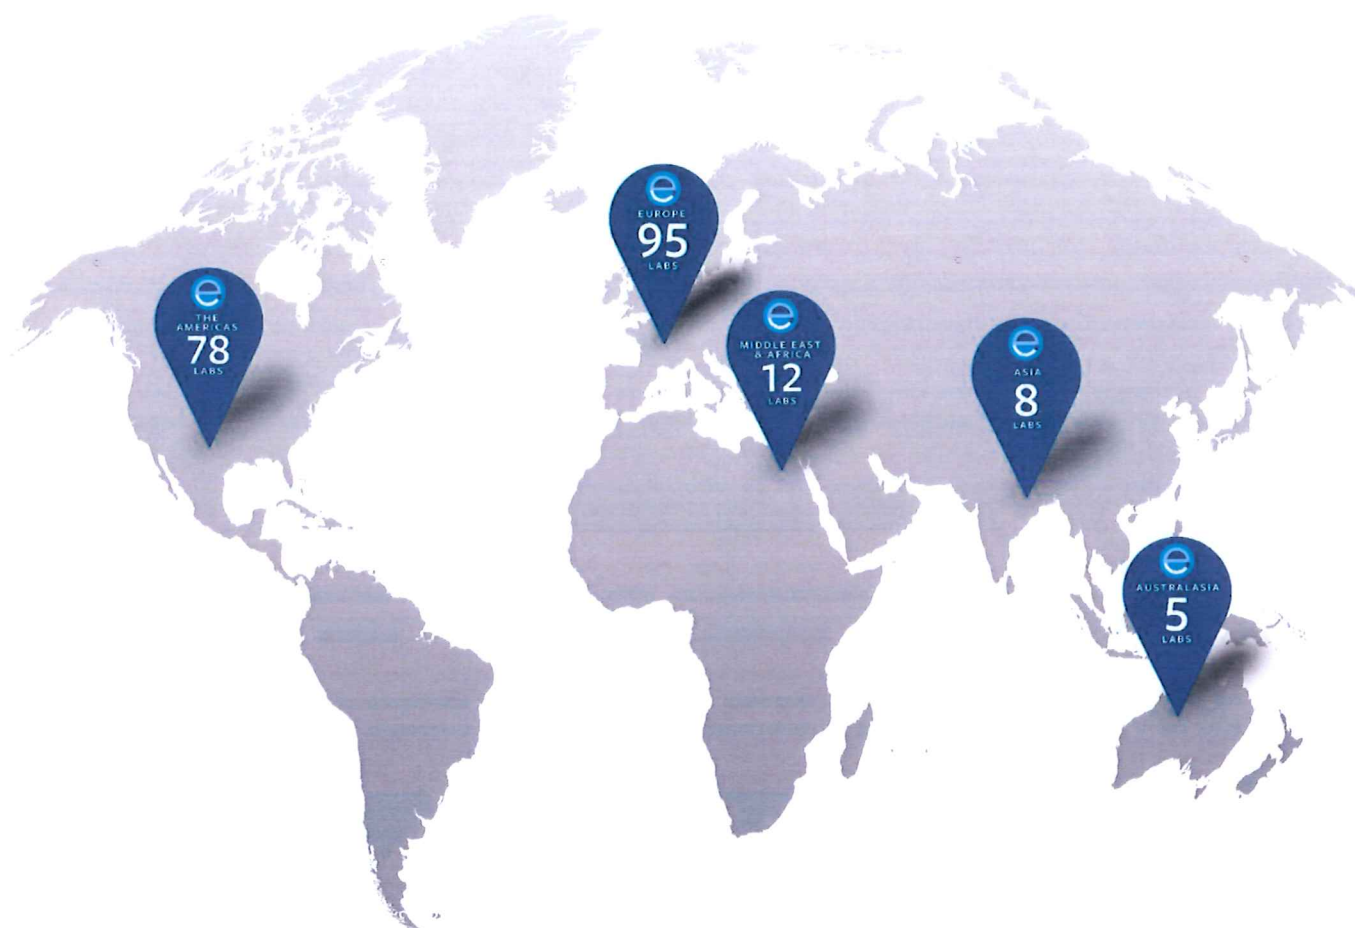 e
EUROPE
95
LABS
e
THE
AMERICAS
78
LABS
e
MIDDLE EAST
& AFRICA
12
LABS
e
ASIA
8
LABS
e
AUSTRALASIA
5
LABS